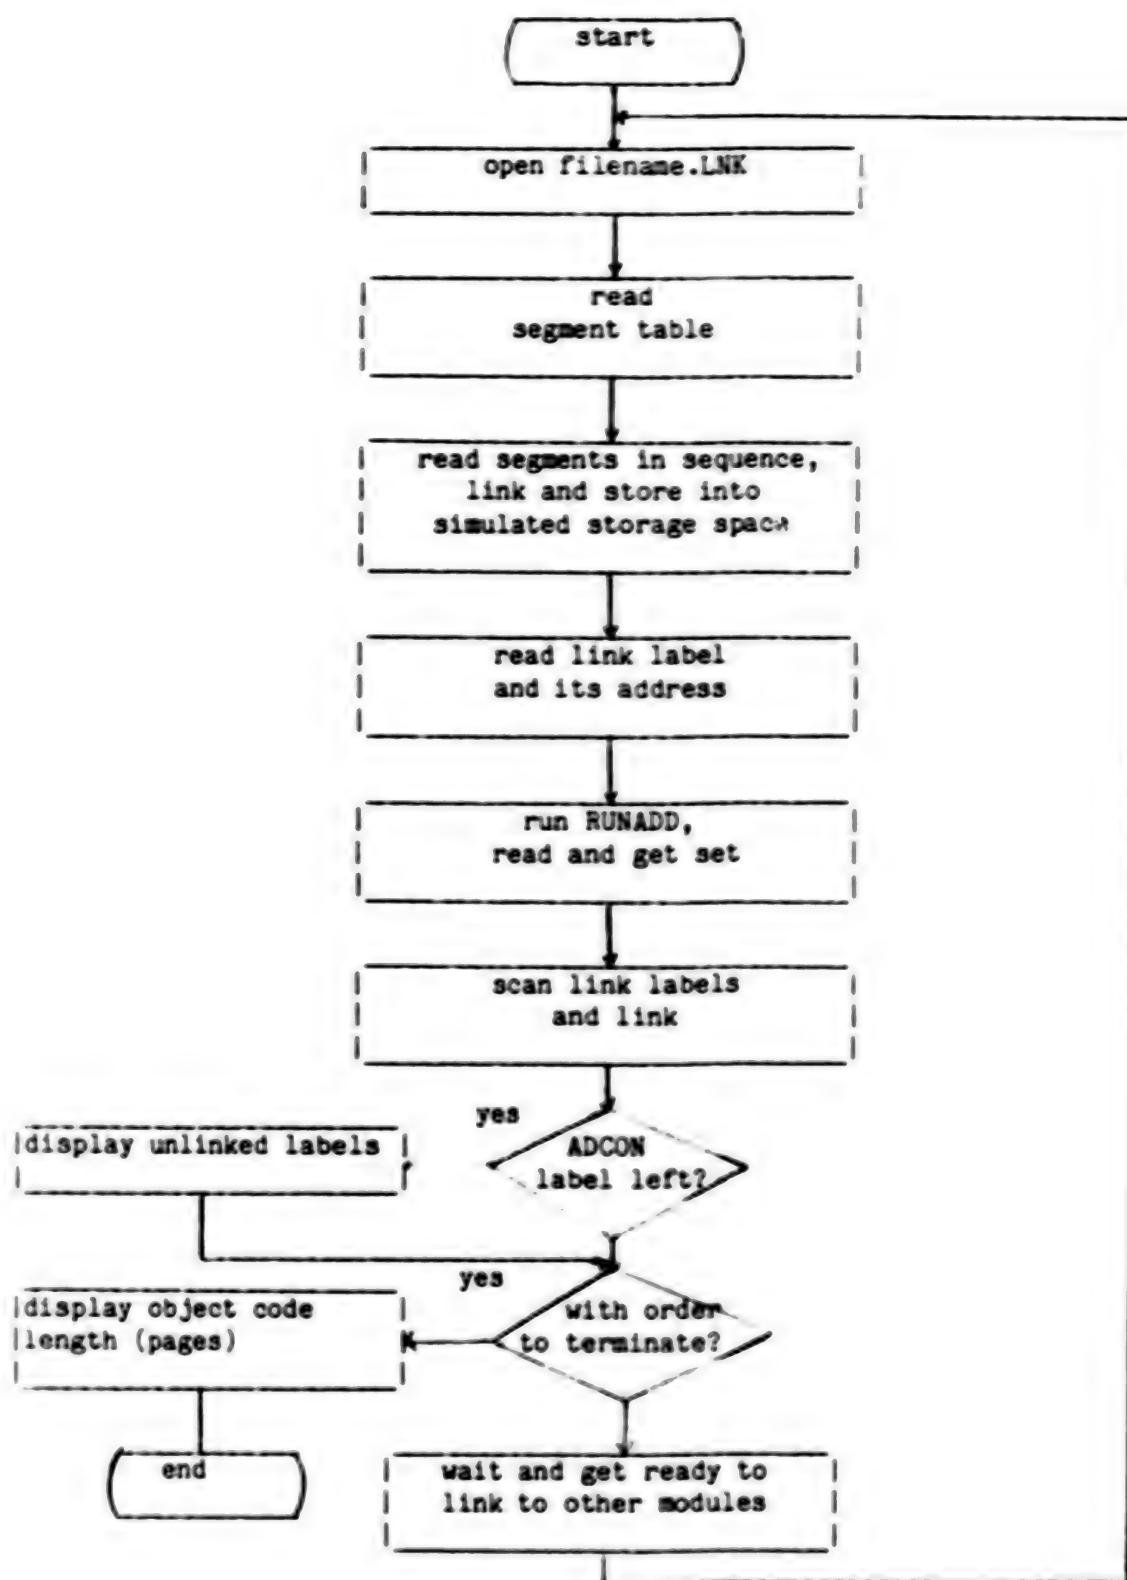 start
open filename.LNK
read
segment table
read segments in sequence,
link and store into
simulated storage space
read link label
and its address
run RUNADD,
read and get set
scan link labels
and link
yes
ADCON
label left?
display unlinked labels
yes
with order
to terminate?
display object code
length (pages)
end
wait and get ready to
link to other modules